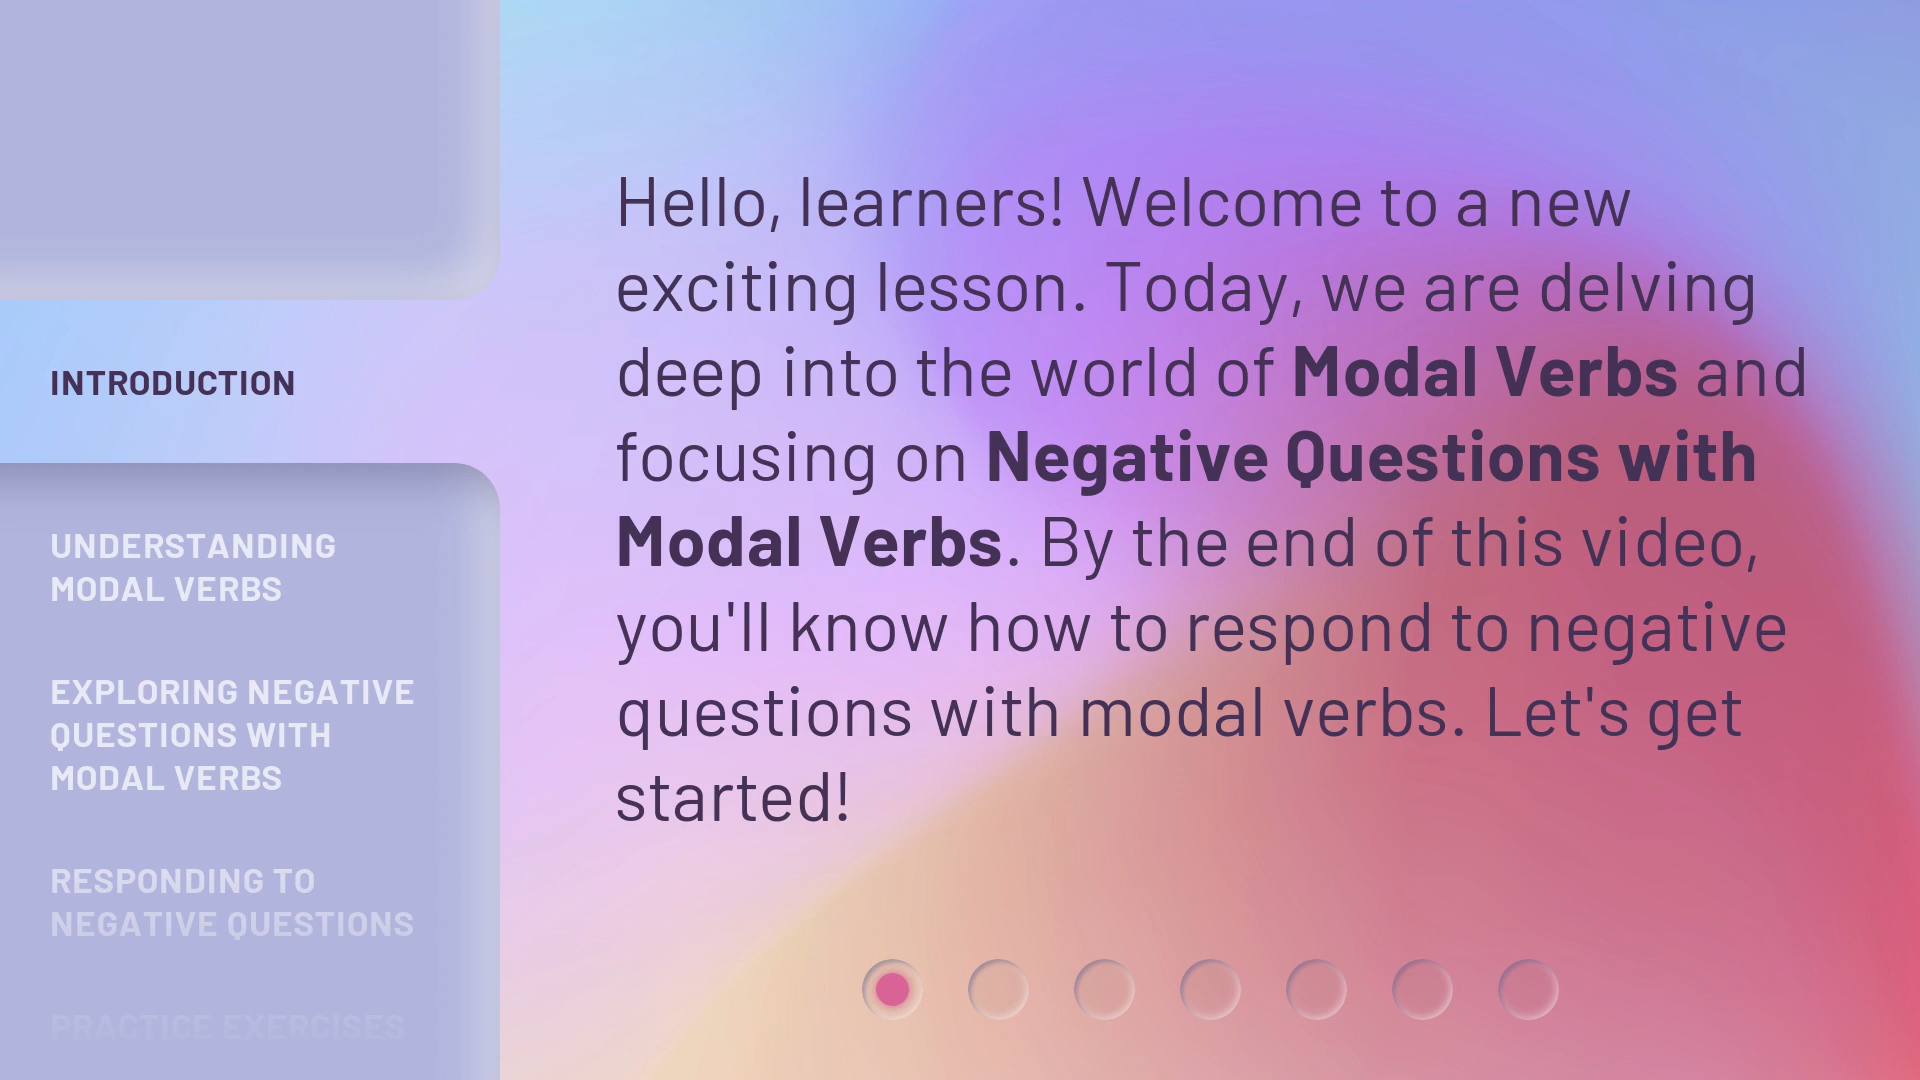 INTRODUCTION
UNDERSTANDING
MODAL VERBS
EXPLORING NEGATIVE
QUESTIONS WITH
MODAL VERBS
RESPONDING TO
NEGATIVE QUESTIONS
PRACTICE EXERCISES
Hello, learners! Welcome to a new
exciting lesson. Today, we are delving
deep into the world of Modal Verbs and
focusing on Negative Questions with
Modal Verbs. By the end of this video,
you'll know how to respond to negative
questions with modal verbs. Let's get
started!